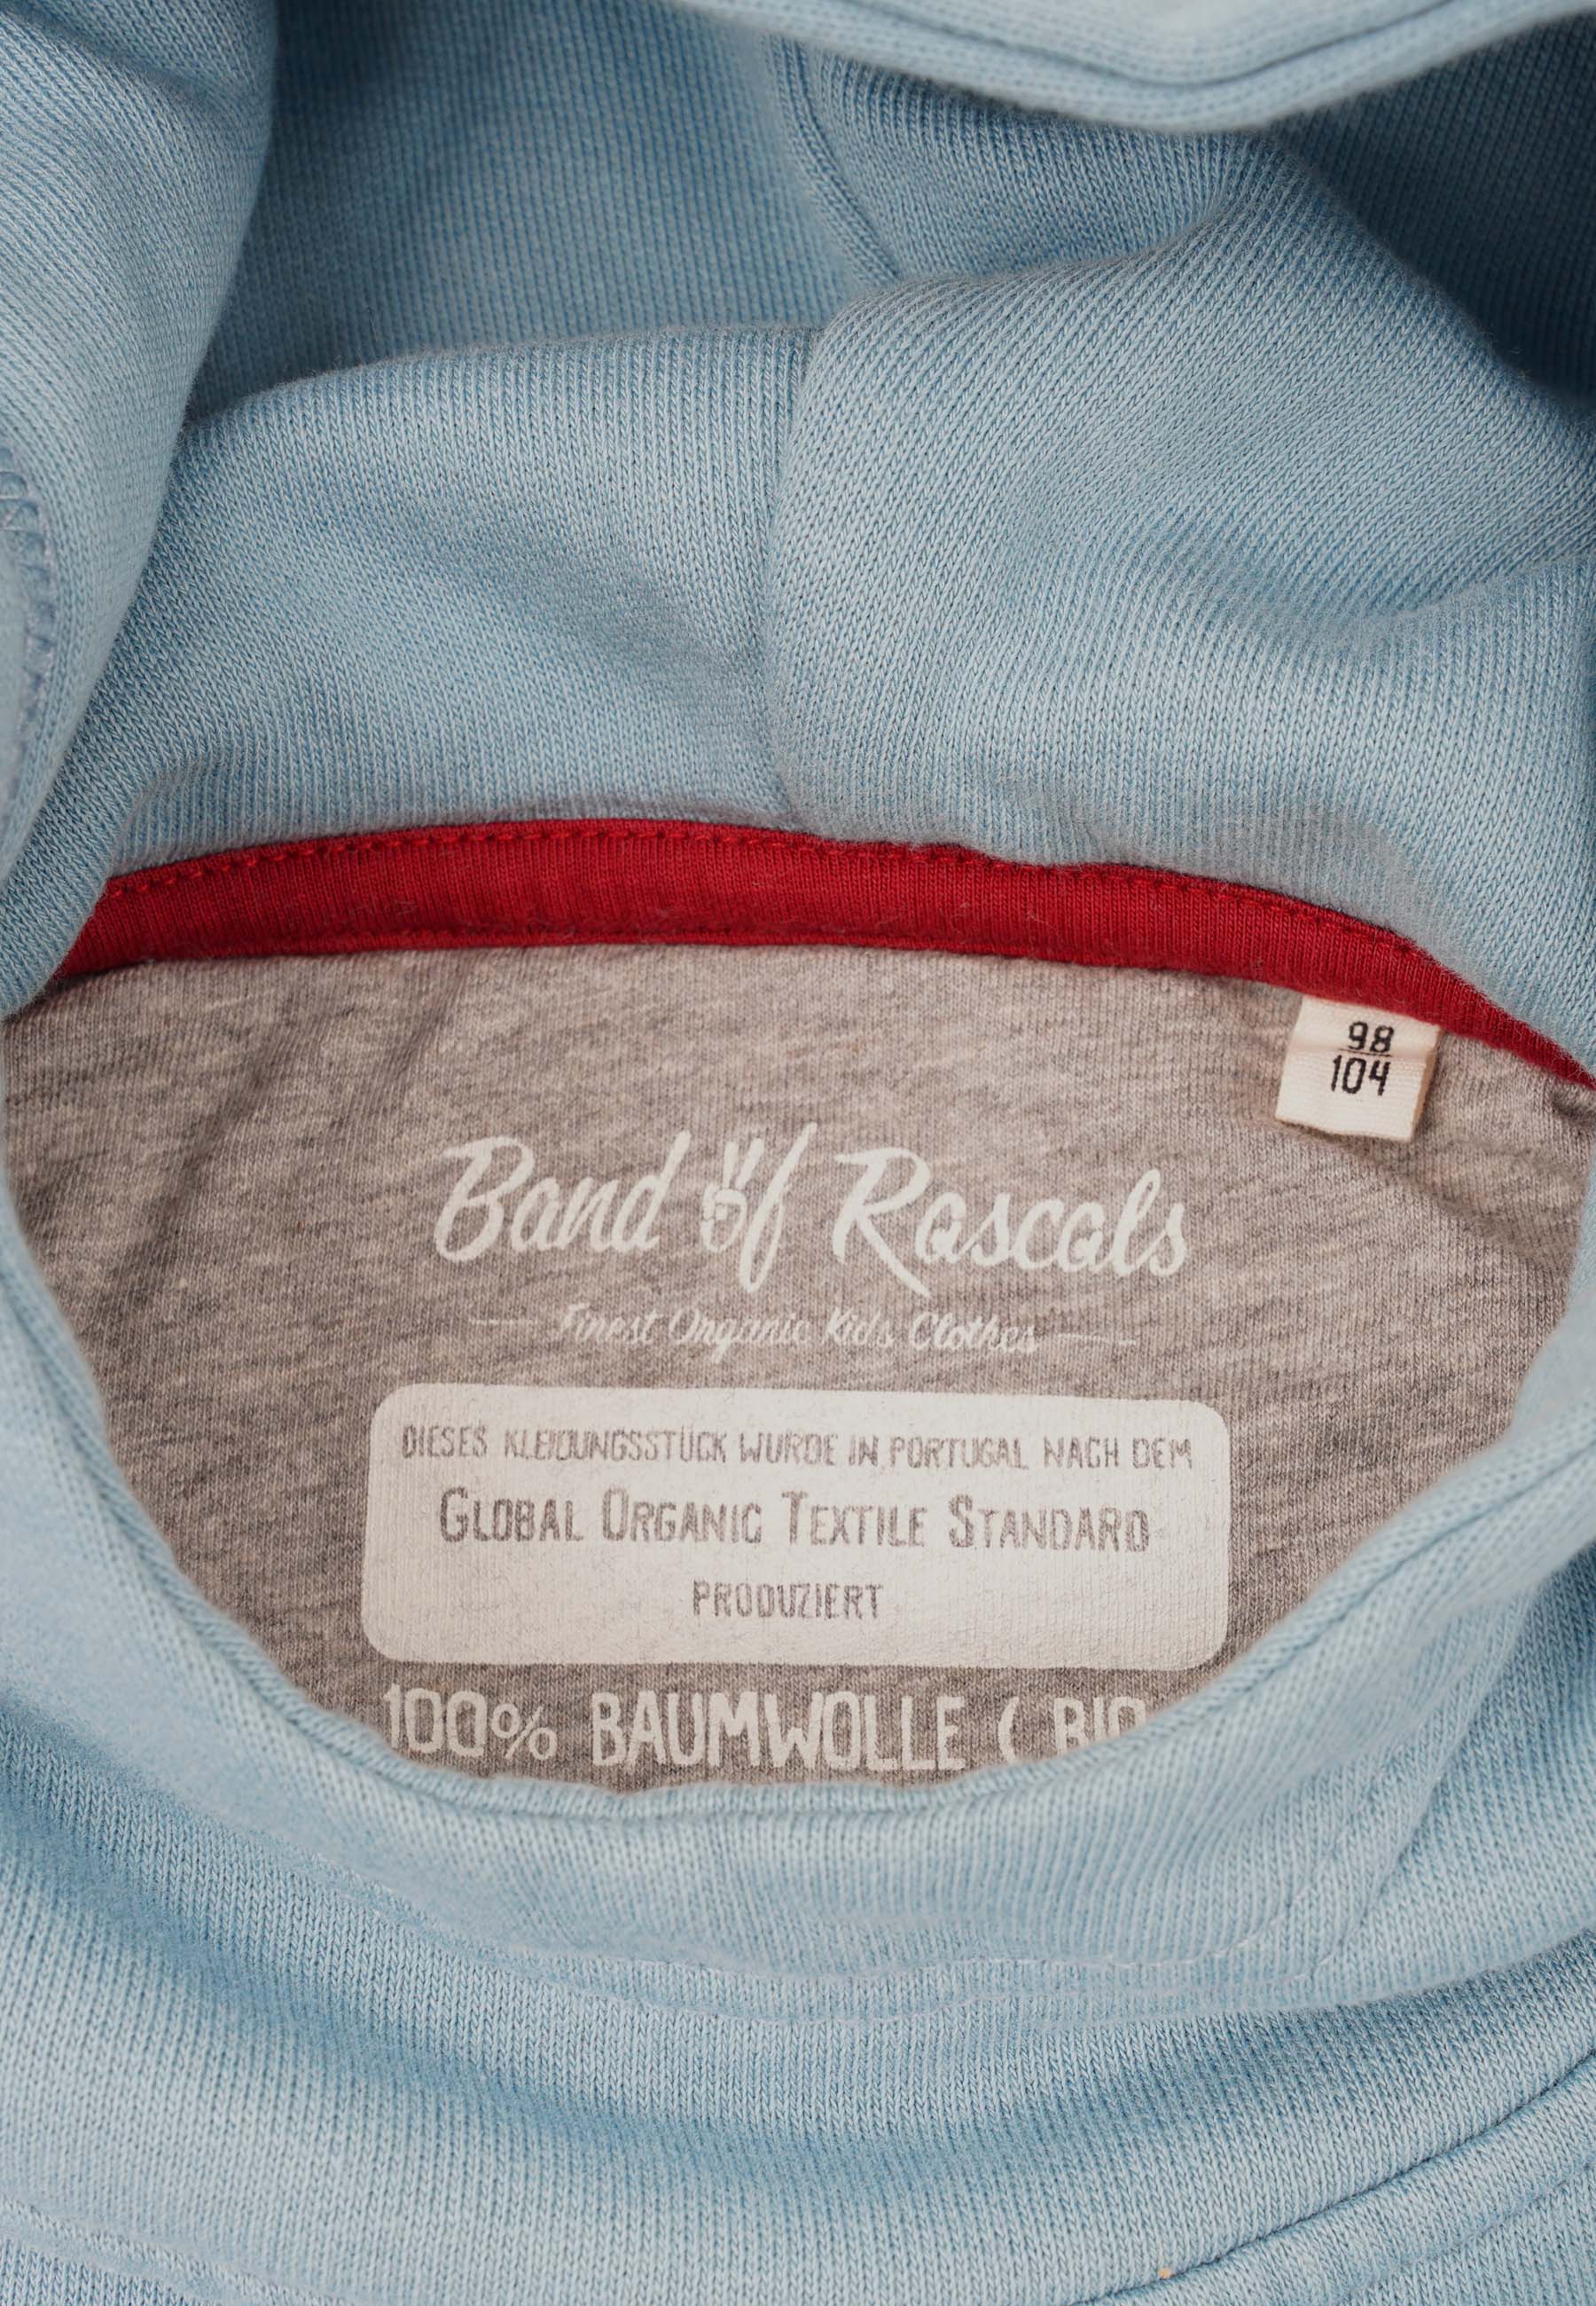 98
104
Band of Rascals
Finest Organic Kids Clothes
DIESES KLEIDUNGSSTÜCK WURDE IN PORTUGAL NACH DEM
GLOBAL ORGANIC TEXTILE STANDARD
PRODUZIERT
100% BAUMWOLLE ( BIO